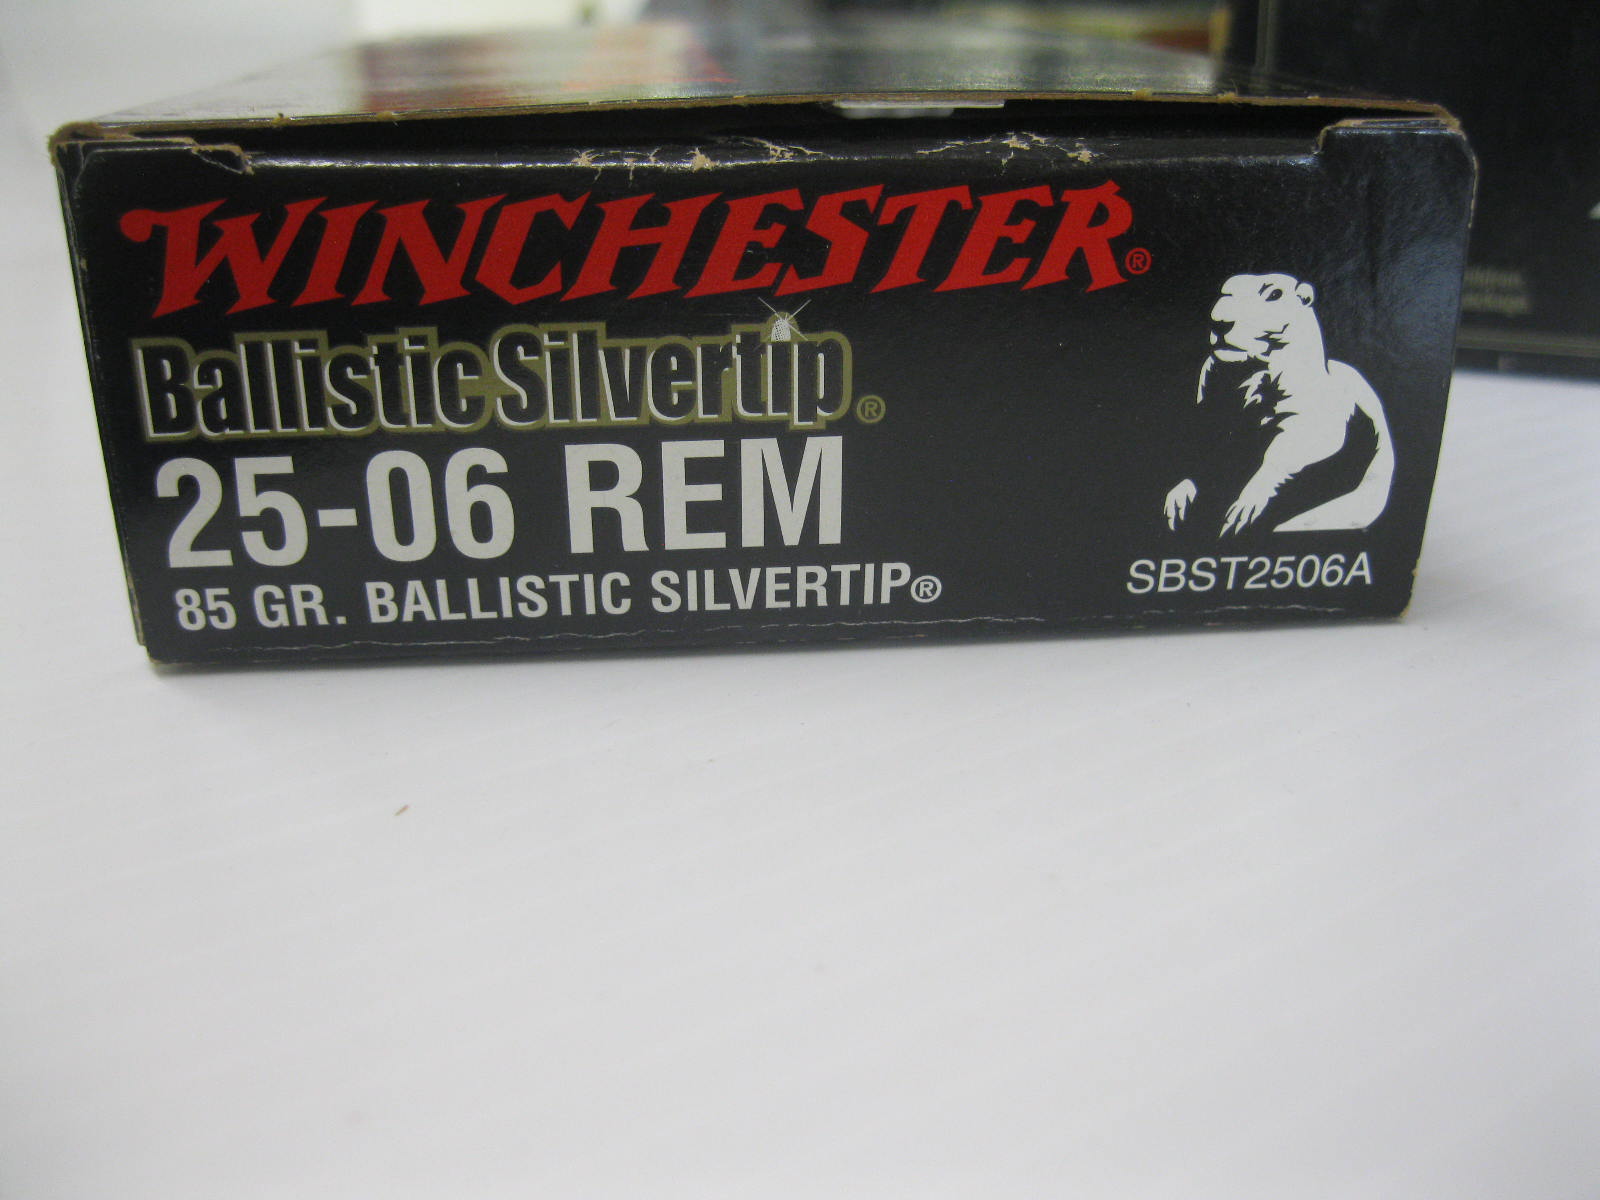 WINCHESTER®
Ballistic Silvertip®
25-06 REM
85 GR. BALLISTIC SILVERTIP®
SBST2506A